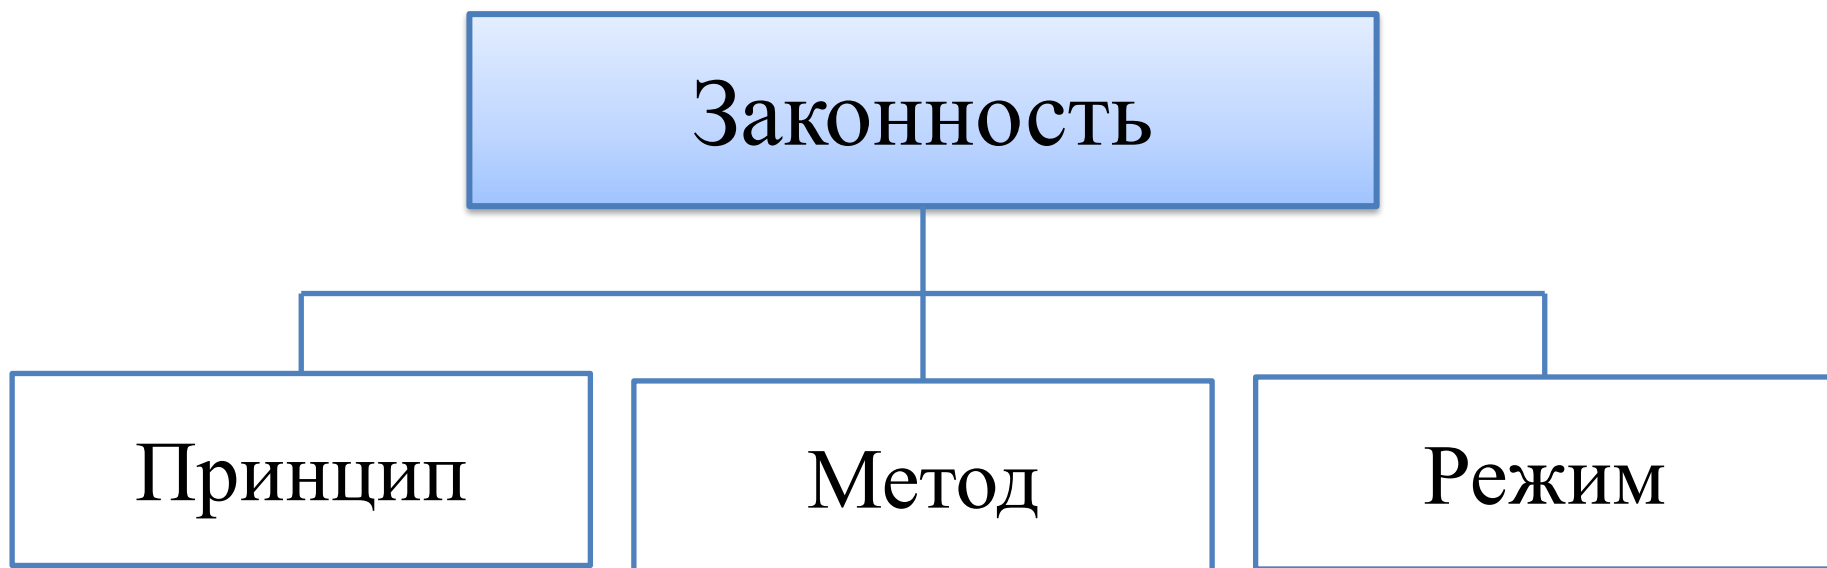 Законность
Принцип
Метод
Режим